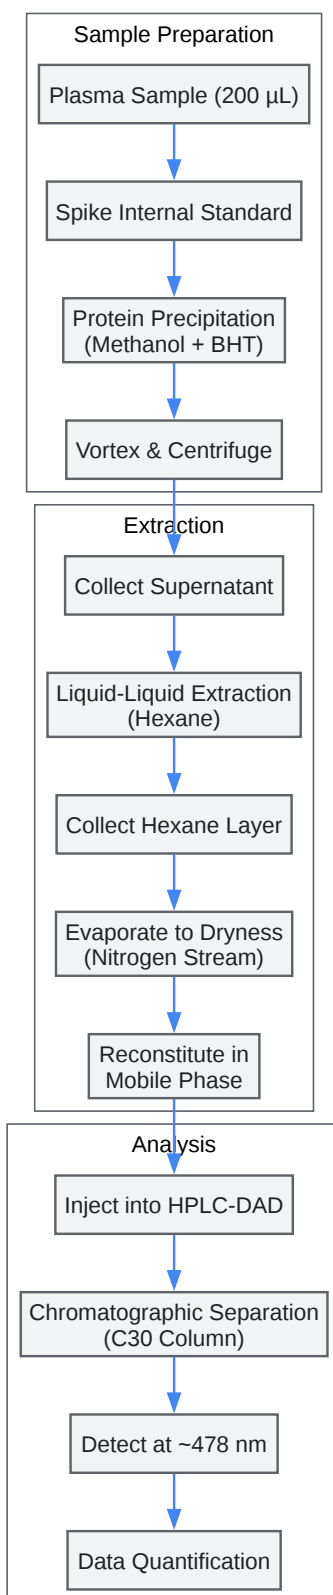 Sample Preparation
Plasma Sample (200 µL)
Spike Internal Standard
Protein Precipitation
(Methanol + BHT)
Vortex & Centrifuge
Extraction
Collect Supernatant
Liquid-Liquid Extraction
(Hexane)
Collect Hexane Layer
Evaporate to Dryness
(Nitrogen Stream)
Reconstitute in
Mobile Phase
Analysis
Inject into HPLC-DAD
Chromatographic Separation
(C30 Column)
Detect at ~478 nm
Data Quantification